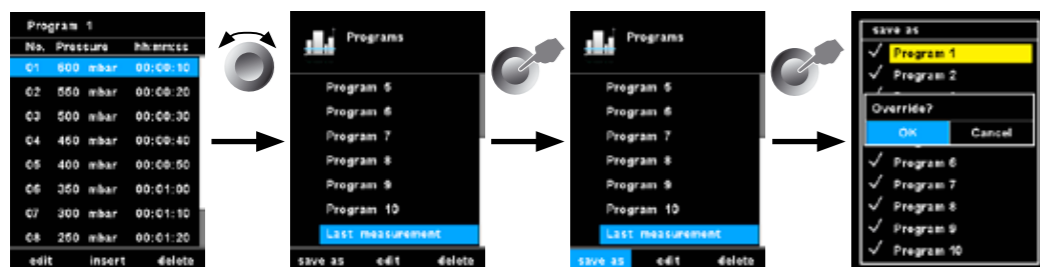 Program 1
No. Pressure hh:mm:ss
01 600 mbar 00:00:10
02 550 mbar 00:00:20
03 500 mbar 00:00:30
04 450 mbar 00:00:40
05 400 mbar 00:00:50
06 350 mbar 00:01:00
07 300 mbar 00:01:10
08 250 mbar 00:01:20
edit insert delete
Programs
Program 5
Program 6
Program 7
Program 8
Program 9
Program 10
Last measurement
save as edit delete
Programs
Program 5
Program 6
Program 7
Program 8
Program 9
Program 10
Last measurement
save as edit delete
save as
Program 1
Program 2
Override?
OK Cancel
Program 6
Program 7
Program 8
Program 9
Program 10